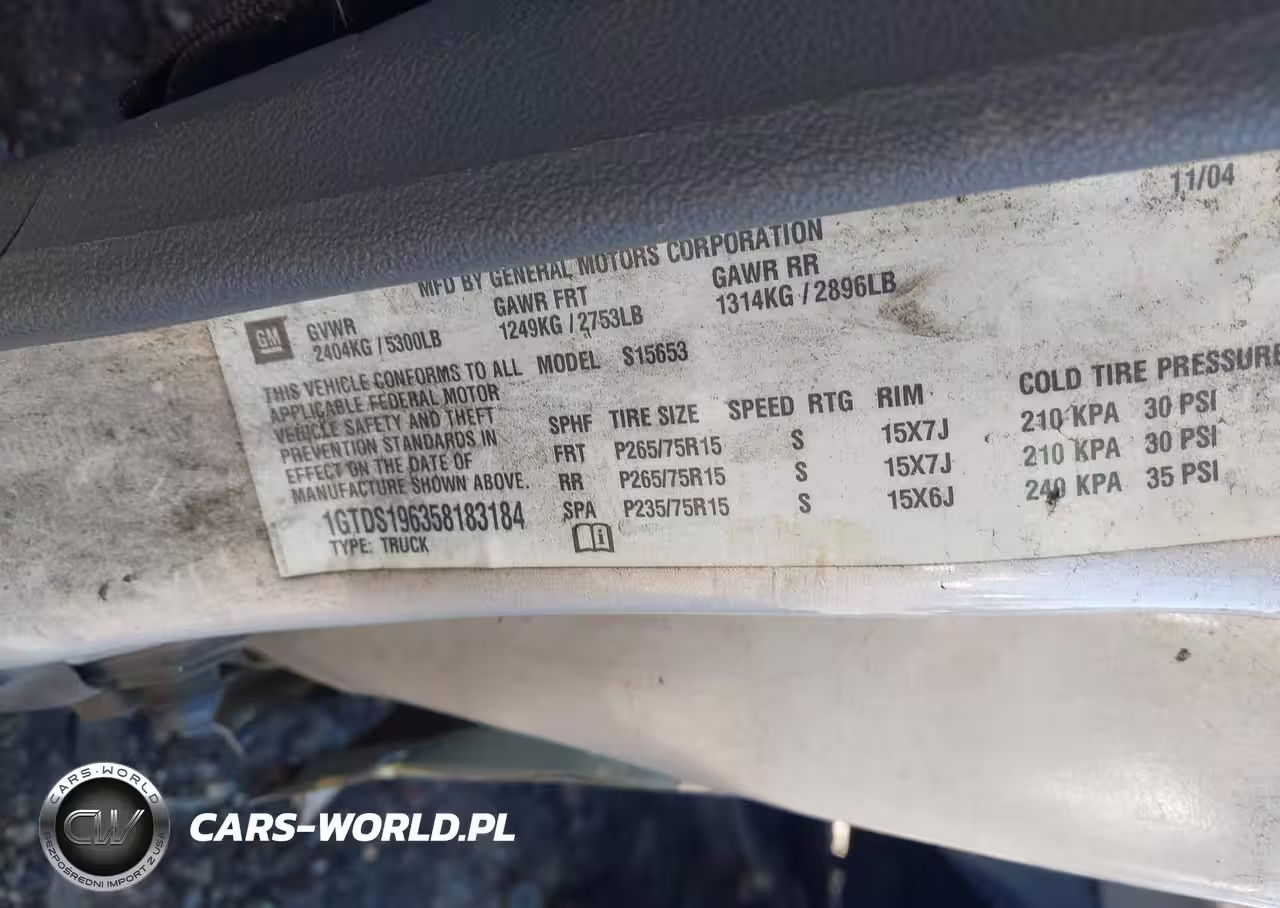 11/04
MFD BY GENERAL MOTORS CORPORATION
GM
GVWR GAWR FRT GAWR RR
2404KG / 5300LB 1249KG / 2753LB 1314KG / 2896LB
THIS VEHICLE CONFORMS TO ALL
APPLICABLE FEDERAL MOTOR
VEHICLE SAFETY AND THEFT
PREVENTION STANDARDS IN
EFFECT ON THE DATE OF
MANUFACTURE SHOWN ABOVE.
1GTDS196358183184
TYPE: TRUCK
MODEL S15653
SPHF TIRE SIZE SPEED RTG RIM COLD TIRE PRESSURE
FRT P265/75R15 S 15X7J 210 KPA 30 PSI
RR P265/75R15 S 15X7J 210 KPA 30 PSI
SPA P235/75R15 S 15X6J 240 KPA 35 PSI
CARS-WORLD
CW
BEZPOŚREDNI IMPORT Z USA
CARS-WORLD.PL